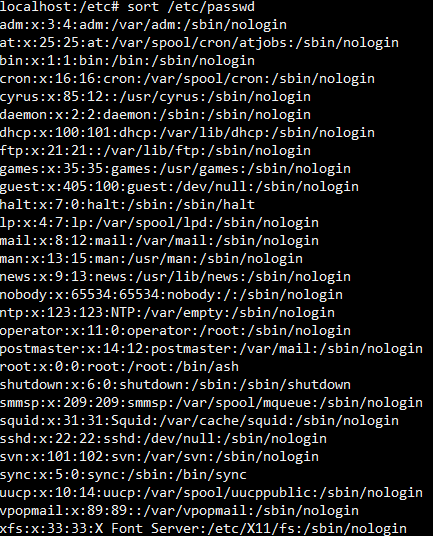 localhost:/etc# sort /etc/passwd
adm:x:3:4:adm:/var/adm:/sbin/nologin
at:x:25:25:at:/var/spool/cron/atjobs:/sbin/nologin
bin:x:1:1:bin:/bin:/sbin/nologin
cron:x:16:16:cron:/var/spool/cron:/sbin/nologin
cyrus:x:85:12::/usr/cyrus:/sbin/nologin
daemon:x:2:2:daemon:/sbin:/sbin/nologin
dhcp:x:100:101:dhcp:/var/lib/dhcp:/sbin/nologin
ftp:x:21:21::/var/lib/ftp:/sbin/nologin
games:x:35:35:games:/usr/games:/sbin/nologin
guest:x:405:100:guest:/dev/null:/sbin/nologin
halt:x:7:0:halt:/sbin:/sbin/halt
lp:x:4:7:lp:/var/spool/lpd:/sbin/nologin
mail:x:8:12:mail:/var/mail:/sbin/nologin
man:x:13:15:man:/usr/man:/sbin/nologin
news:x:9:13:news:/usr/lib/news:/sbin/nologin
nobody:x:65534:65534:nobody:/:/sbin/nologin
ntp:x:123:123:NTP:/var/empty:/sbin/nologin
operator:x:11:0:operator:/root:/sbin/nologin
postmaster:x:14:12:postmaster:/var/mail:/sbin/nologin
root:x:0:0:root:/root:/bin/ash
shutdown:x:6:0:shutdown:/sbin:/sbin/shutdown
smmsp:x:209:209:smmsp:/var/spool/mqueue:/sbin/nologin
squid:x:31:31:Squid:/var/cache/squid:/sbin/nologin
sshd:x:22:22:sshd:/dev/null:/sbin/nologin
svn:x:101:102:svn:/var/svn:/sbin/nologin
sync:x:5:0:sync:/sbin:/bin/sync
uucp:x:10:14:uucp:/var/spool/uucppublic:/sbin/nologin
vpopmail:x:89:89::/var/vpopmail:/sbin/nologin
xfs:x:33:33:X Font Server:/etc/X11/fs:/sbin/nologin